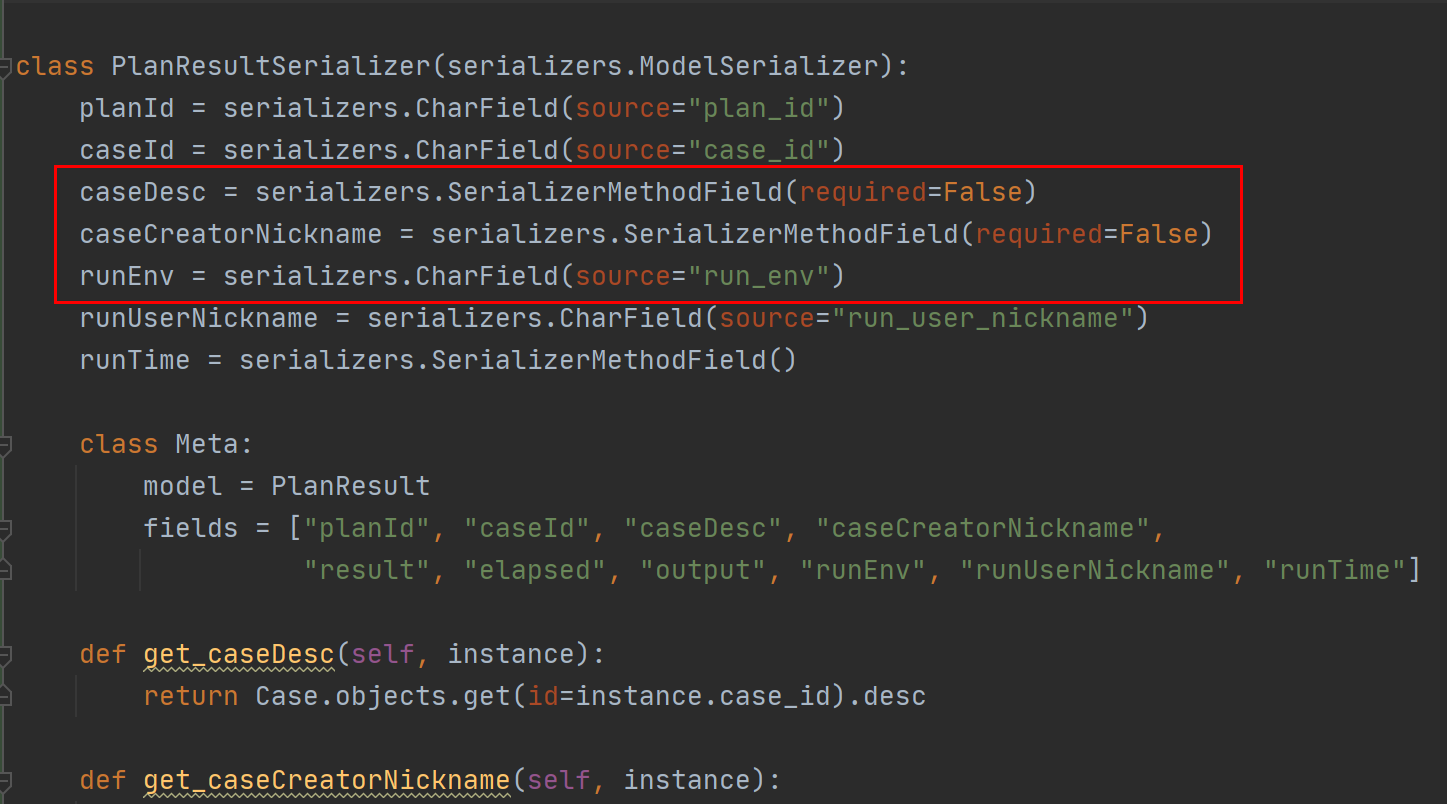 class PlanResultSerializer(serializers.ModelSerializer):
    planId = serializers.CharField(source="plan_id")
    caseId = serializers.CharField(source="case_id")
    caseDesc = serializers.SerializerMethodField(required=False)
    caseCreatorNickname = serializers.SerializerMethodField(required=False)
    runEnv = serializers.CharField(source="run_env")
    runUserNickname = serializers.CharField(source="run_user_nickname")
    runTime = serializers.SerializerMethodField()
    class Meta:
        model = PlanResult
        fields = ["planId", "caseId", "caseDesc", "caseCreatorNickname",
                  "result", "elapsed", "output", "runEnv", "runUserNickname", "runTime"]
    def get_caseDesc(self, instance):
        return Case.objects.get(id=instance.case_id).desc
    def get_caseCreatorNickname(self, instance):